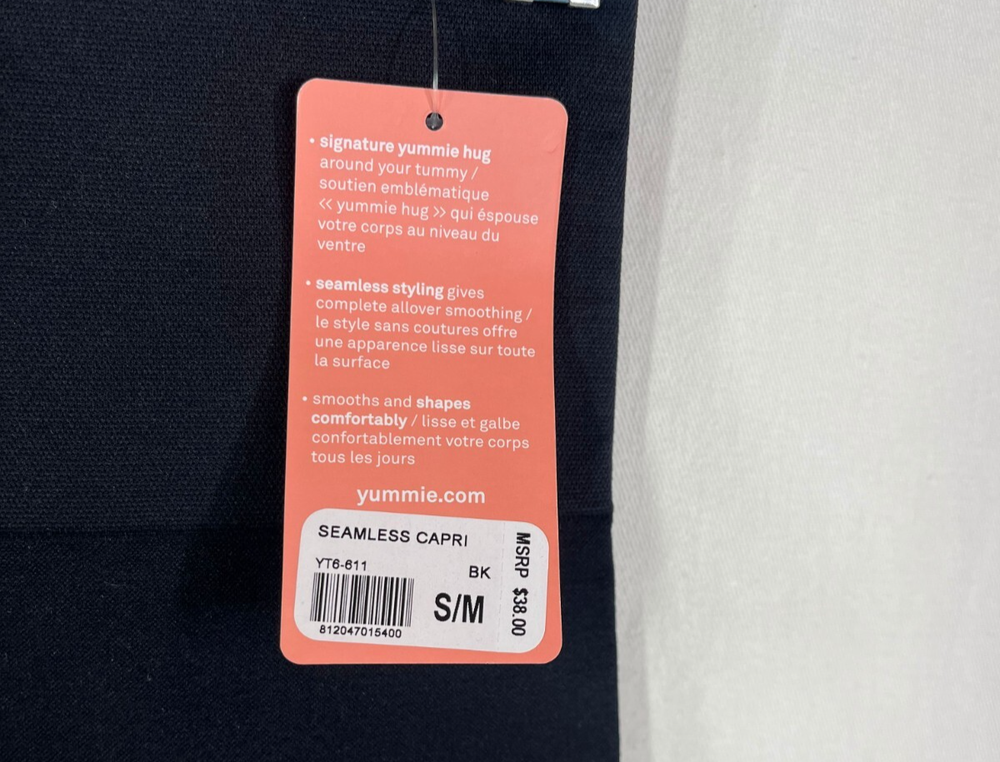 • signature yummie hug
around your tummy /
soutien emblématique
<< yummie hug >> qui éspouse
votre corps au niveau du
ventre
• seamless styling gives
complete allover smoothing /
le style sans coutures offre
une apparence lisse sur toute
la surface
• smooths and shapes
comfortably / lisse et galbe
confortablement votre corps
tous les jours
yummie.com
SEAMLESS CAPRI
YT6-611
BK
S/M
812047015400
MSRP $38.00